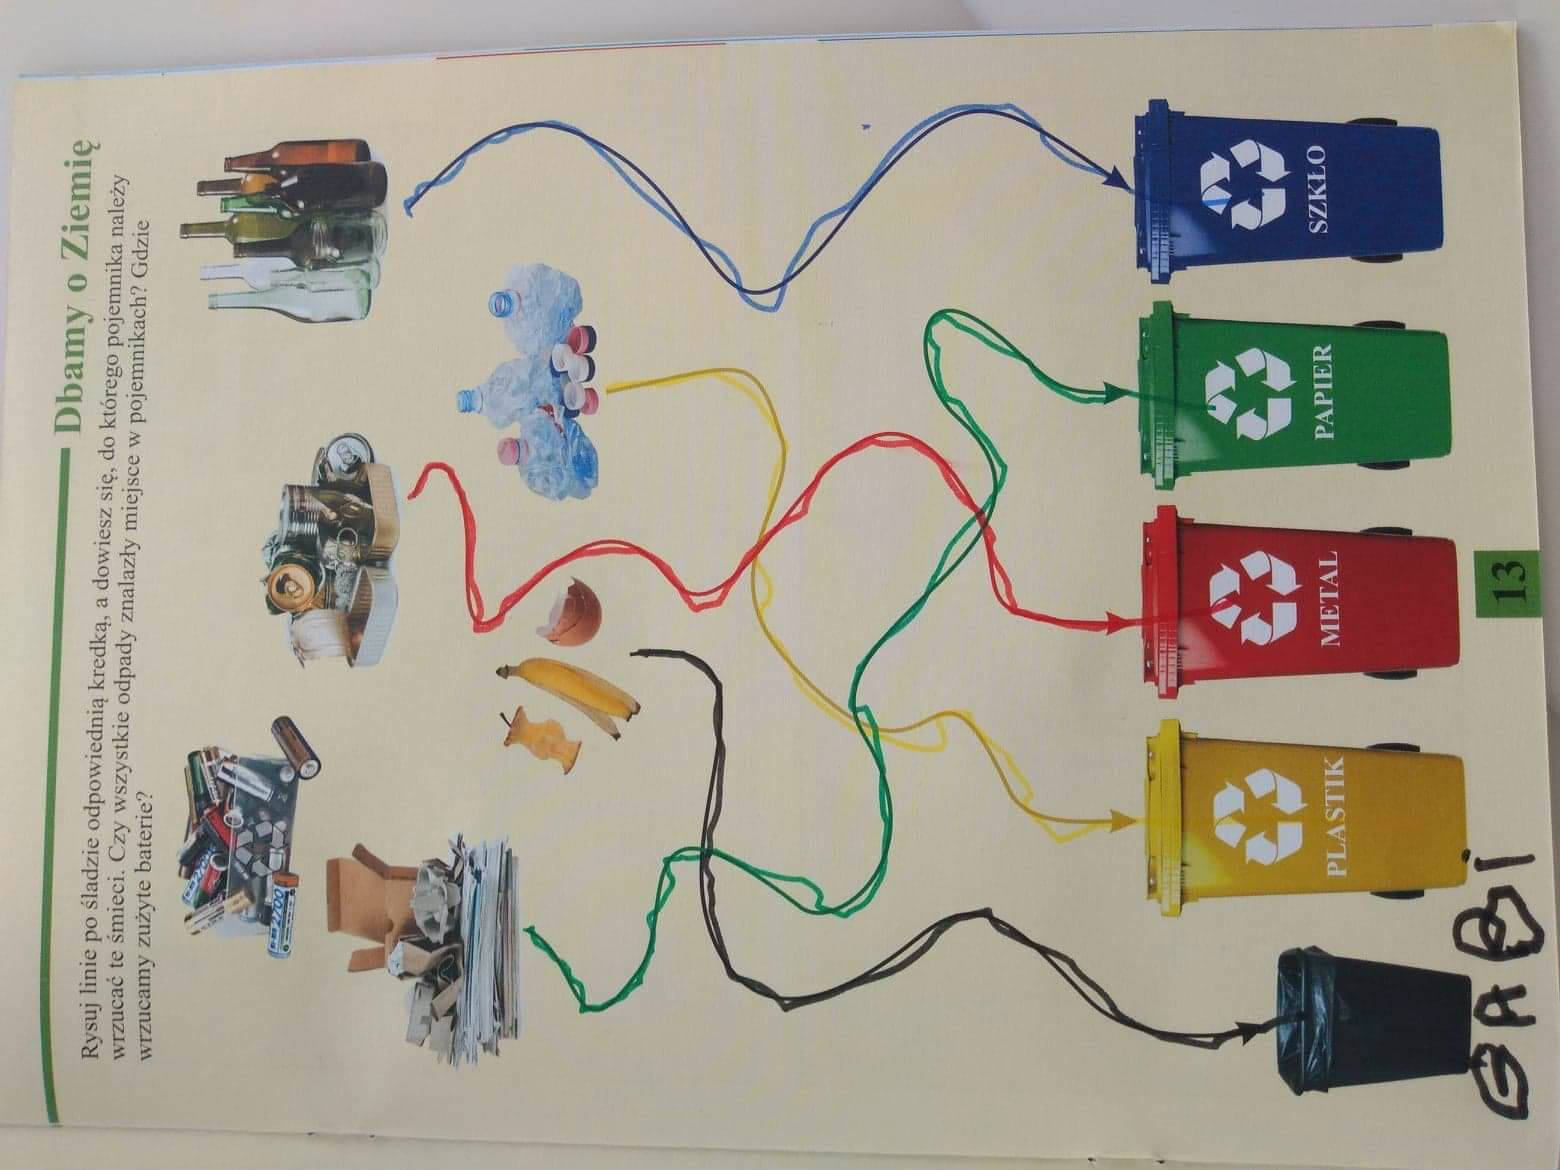 Dbamy o Ziemię
Rysuj linie po śladzie odpowiednią kredką, a dowiesz się, do którego pojemnika należy
wrzucać te śmieci. Czy wszystkie odpady znalazły miejsce w pojemnikach? Gdzie
wrzucamy zużyte baterie?
PLASTIK
METAL
PAPIER
SZKŁO
GABi
13